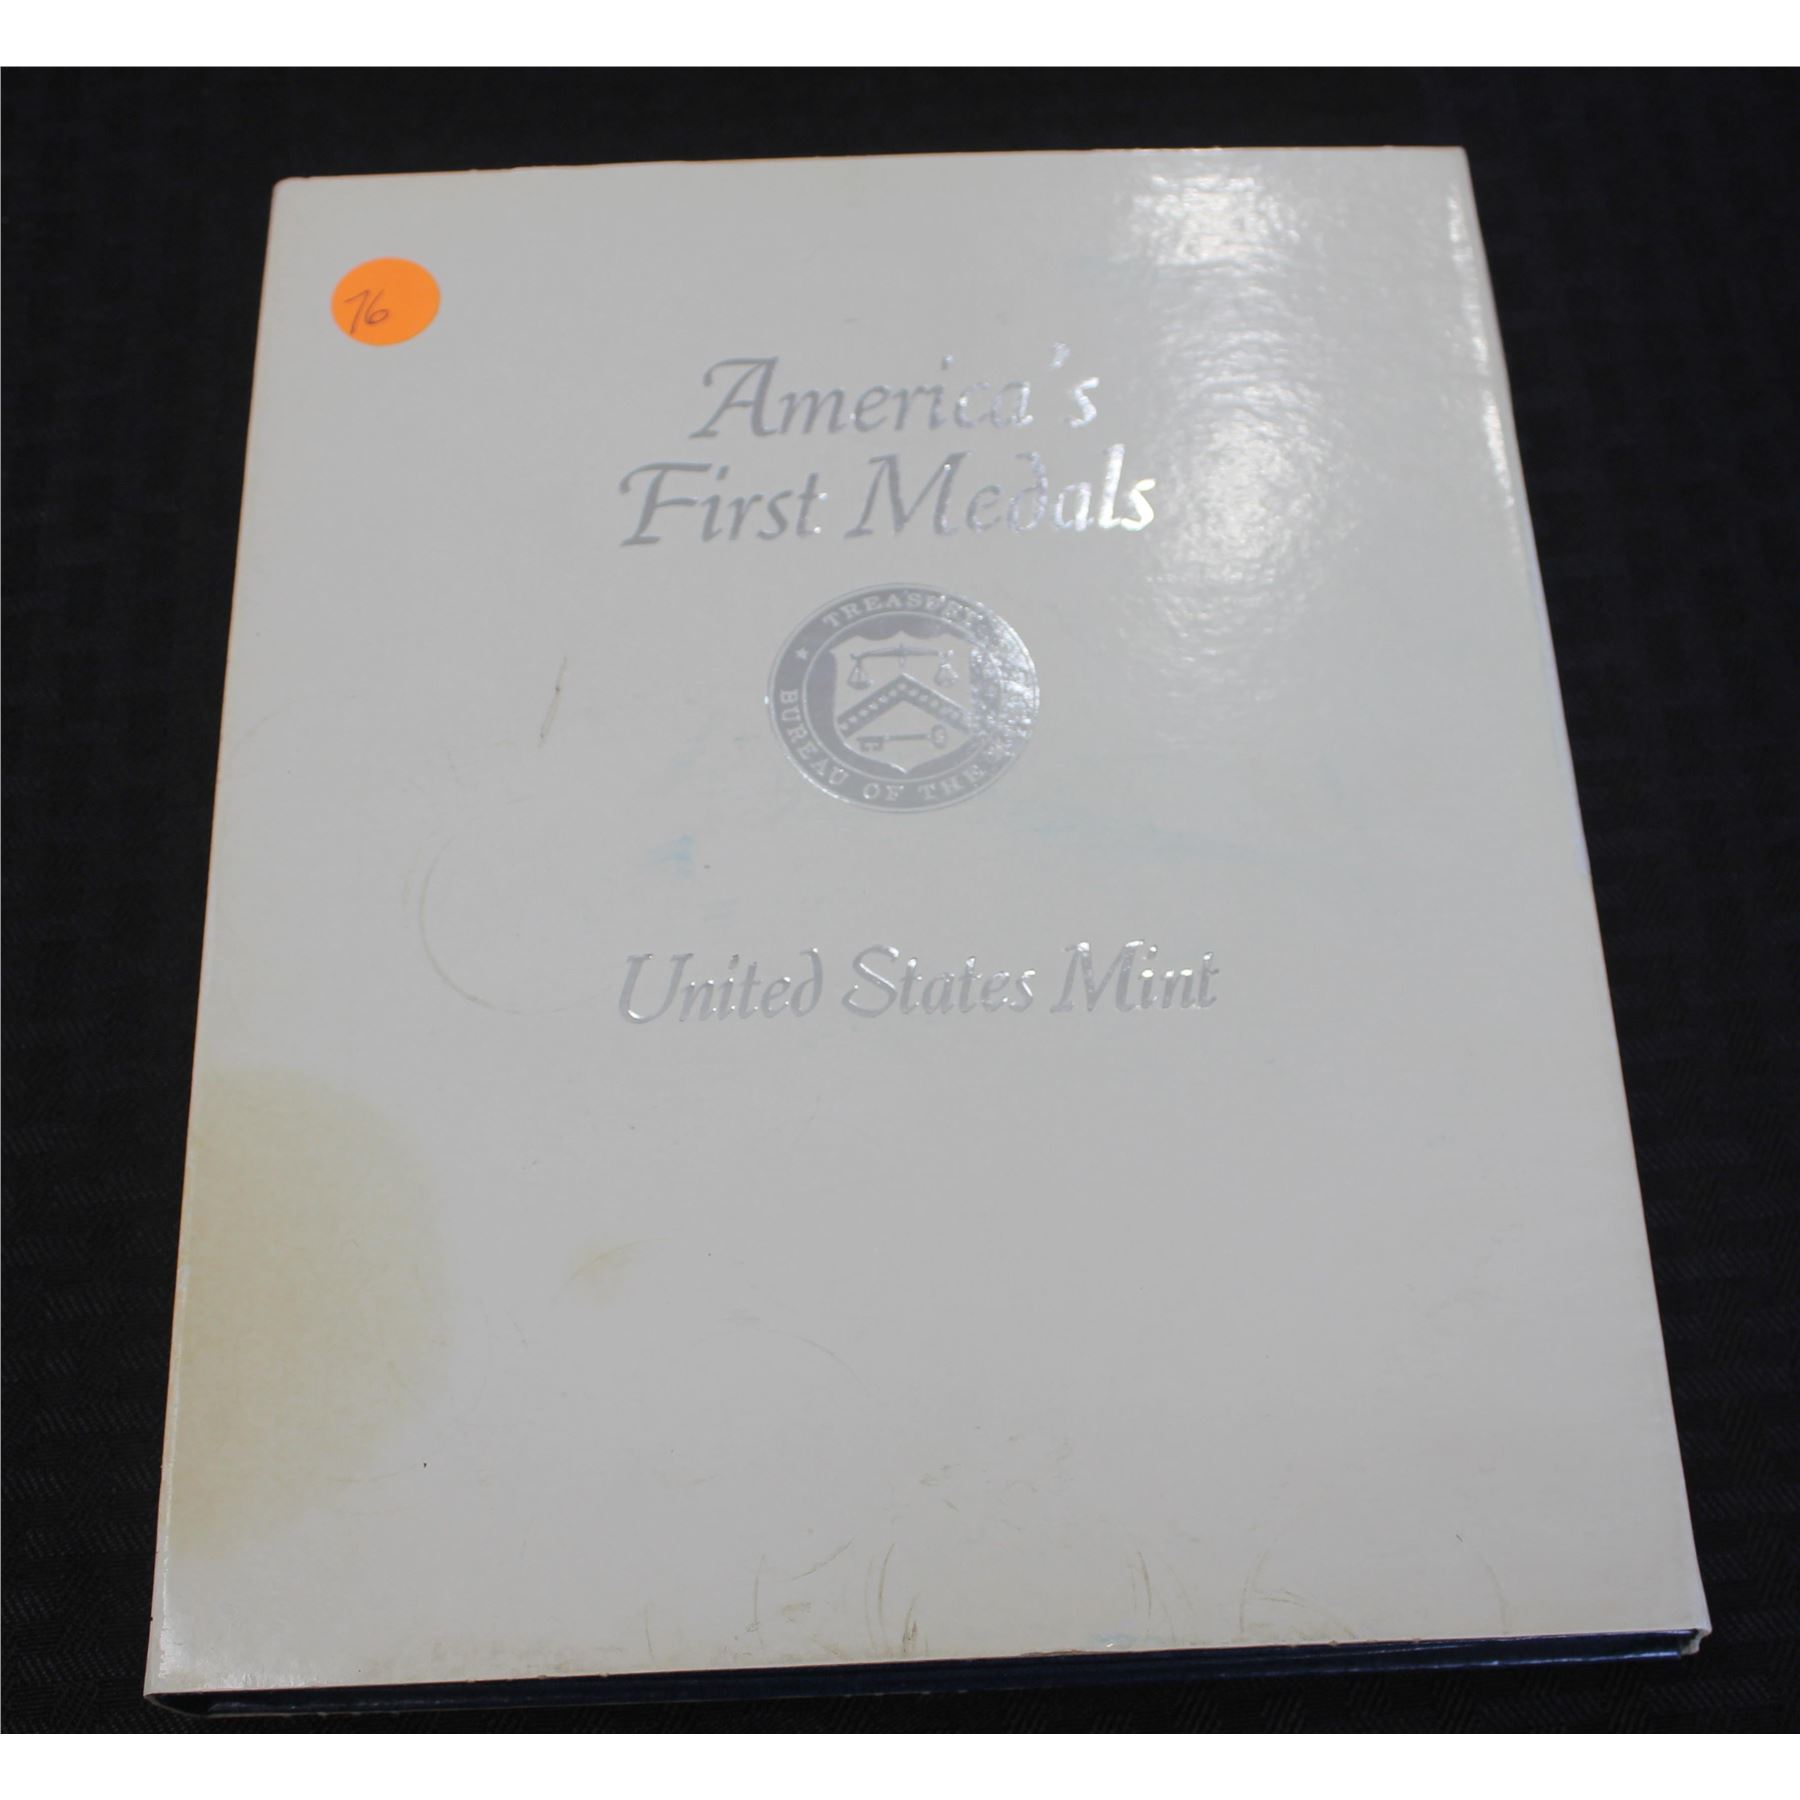 76
America's
First Medals
TREASURY
BUREAU OF THE
United States Mint